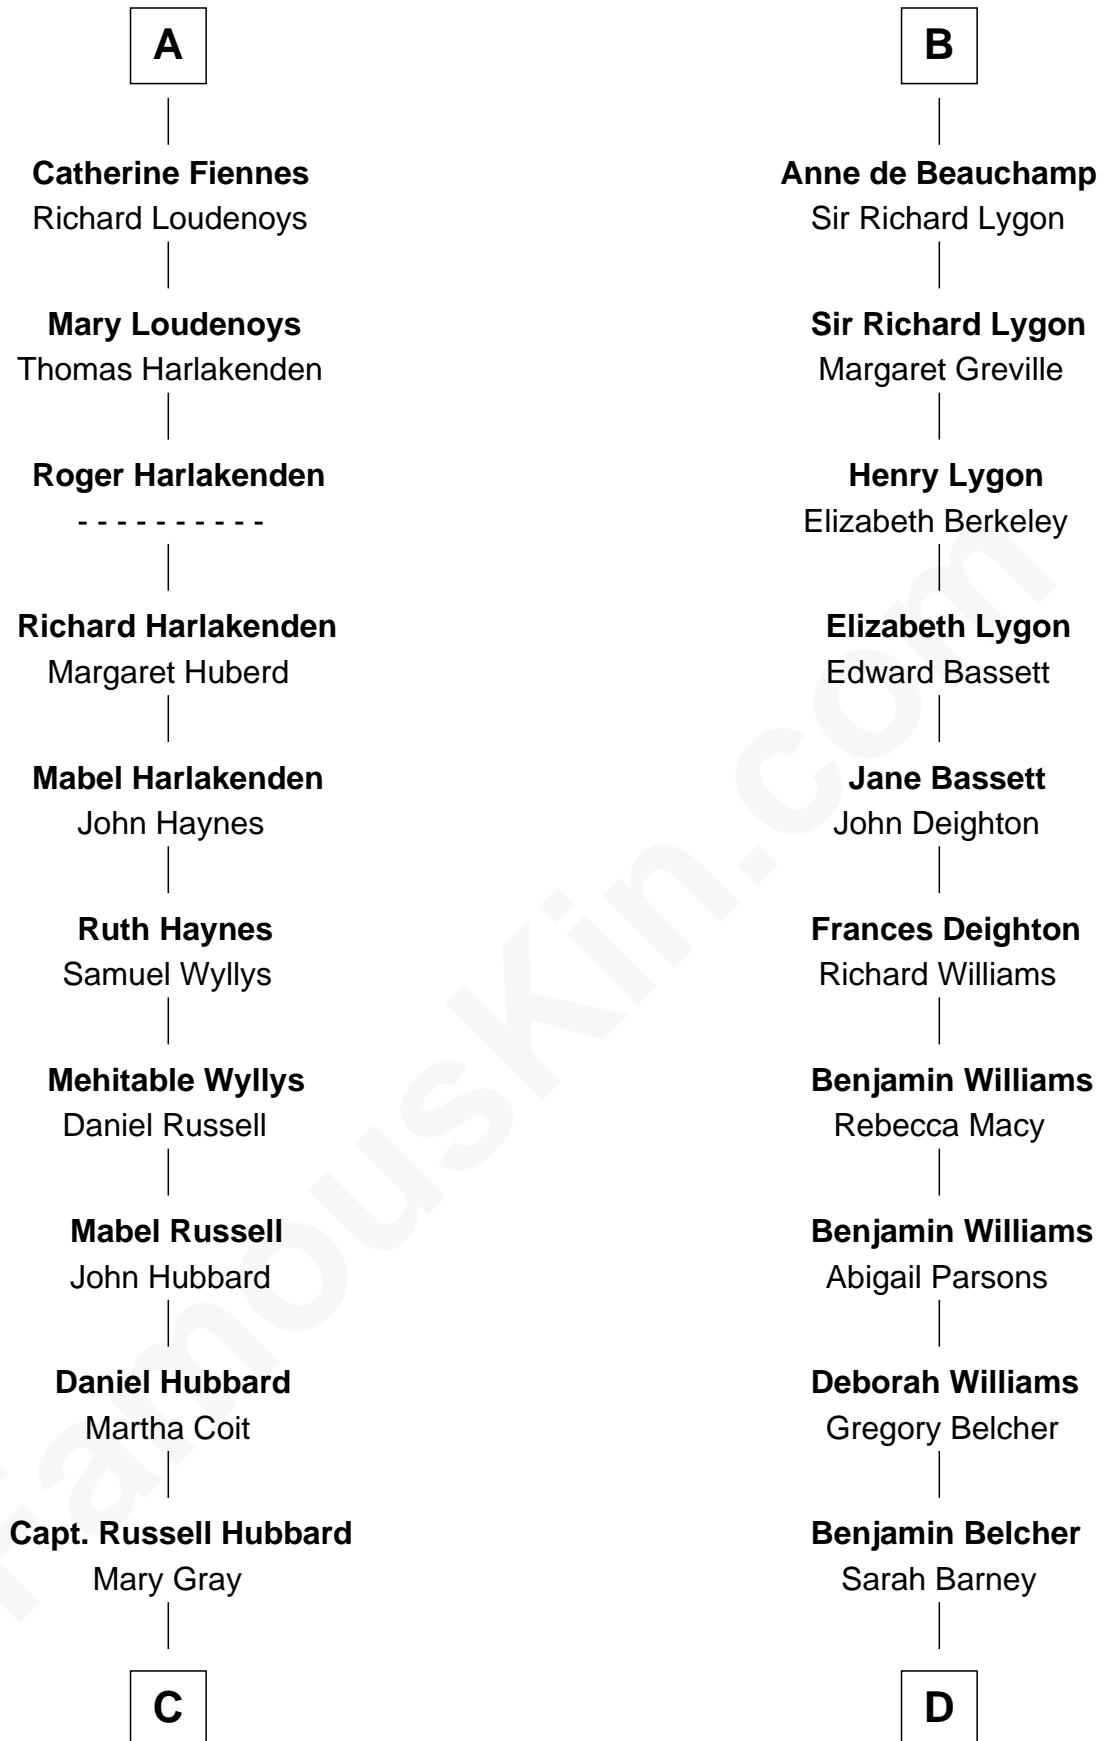 A
Catherine Fiennes
Richard Loudenoys
Mary Loudenoys
Thomas Harlakenden
Roger Harlakenden
- - - - - - - - - -
Richard Harlakenden
Margaret Huberd
Mabel Harlakenden
John Haynes
Ruth Haynes
Samuel Wyllys
Mehitable Wyllys
Daniel Russell
Mabel Russell
John Hubbard
Daniel Hubbard
Martha Coit
Capt. Russell Hubbard
Mary Gray
C
B
Anne de Beauchamp
Sir Richard Lygon
Sir Richard Lygon
Margaret Greville
Henry Lygon
Elizabeth Berkeley
Elizabeth Lygon
Edward Bassett
Jane Bassett
John Deighton
Frances Deighton
Richard Williams
Benjamin Williams
Rebecca Macy
Benjamin Williams
Abigail Parsons
Deborah Williams
Gregory Belcher
Benjamin Belcher
Sarah Barney
D
FamousKin.com